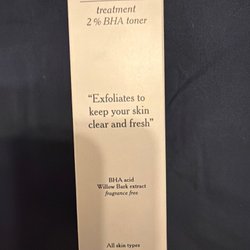 treatment
2% BHA toner
“Exfoliates to
keep your skin
clear and fresh”
BHA acid
Willow Bark extract
fragrance free
All skin types